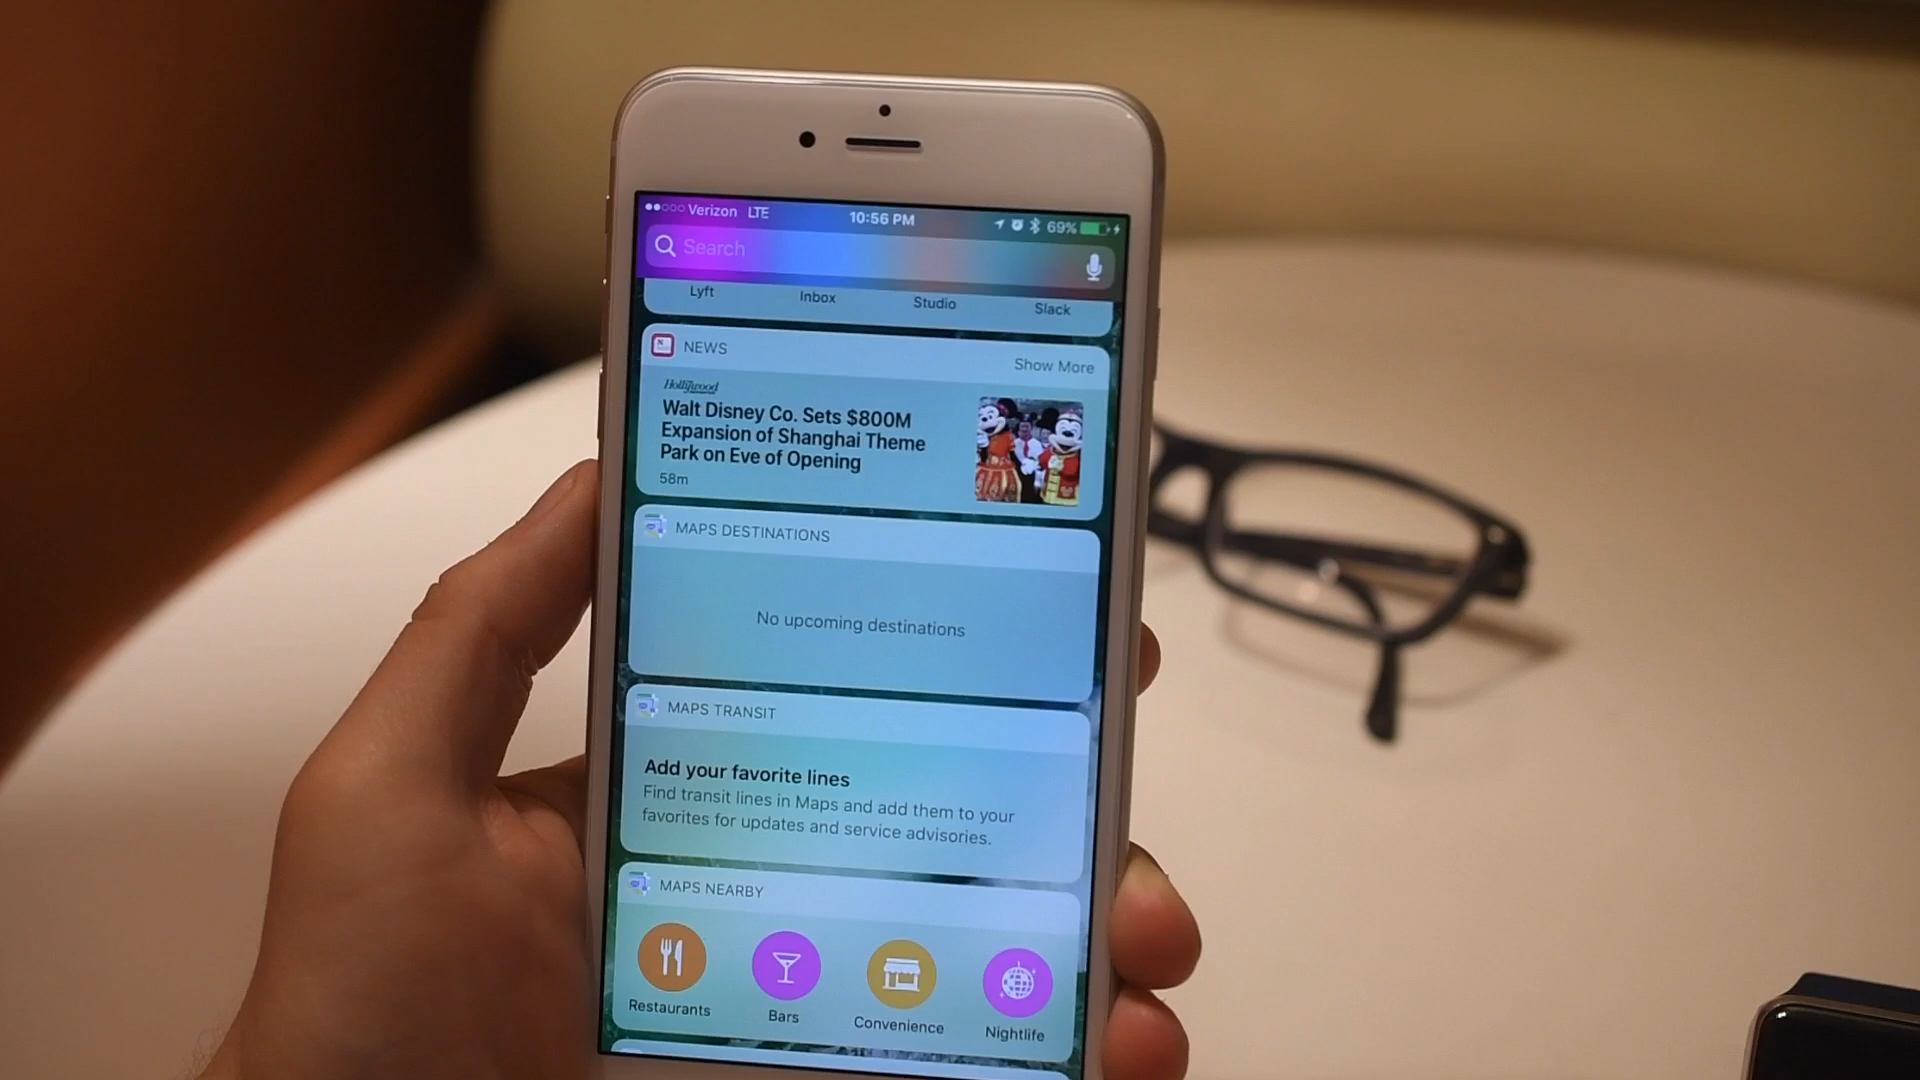 Verizon LTE 10:56 PM 69%
Search
Lyft Inbox Studio Slack
NEWS Show More
Hollywood
Walt Disney Co. Sets $800M
Expansion of Shanghai Theme
Park on Eve of Opening
58m
MAPS DESTINATIONS
No upcoming destinations
MAPS TRANSIT
Add your favorite lines
Find transit lines in Maps and add them to your
favorites for updates and service advisories.
MAPS NEARBY
Restaurants Bars Convenience Nightlife